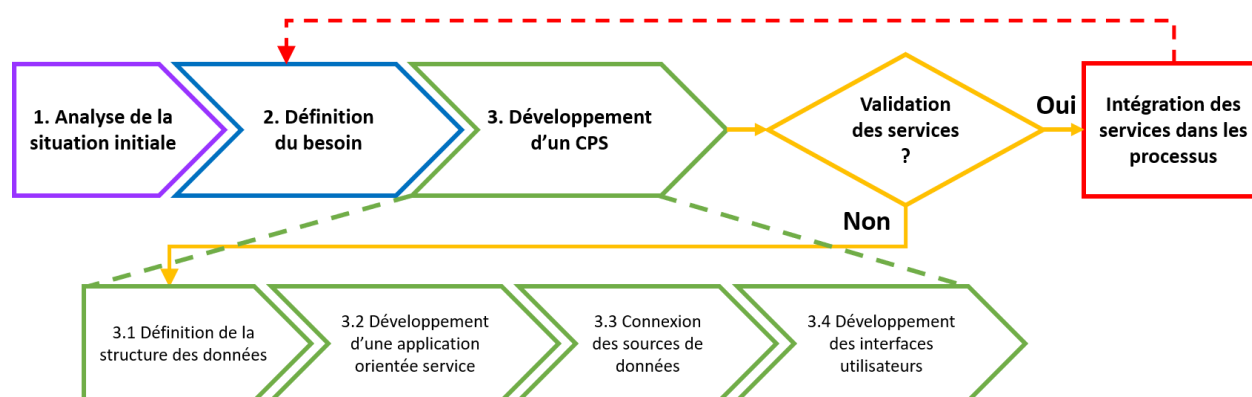 1. Analyse de la
situation initiale
2. Définition
du besoin
3. Développement
d'un CPS
Validation
des services
?
Oui
Intégration des
services dans les
processus
Non
3.1 Définition de la
structure des données
3.2 Développement
d'une application
orientée service
3.3 Connexion
des sources de
données
3.4 Développement
des interfaces
utilisateurs